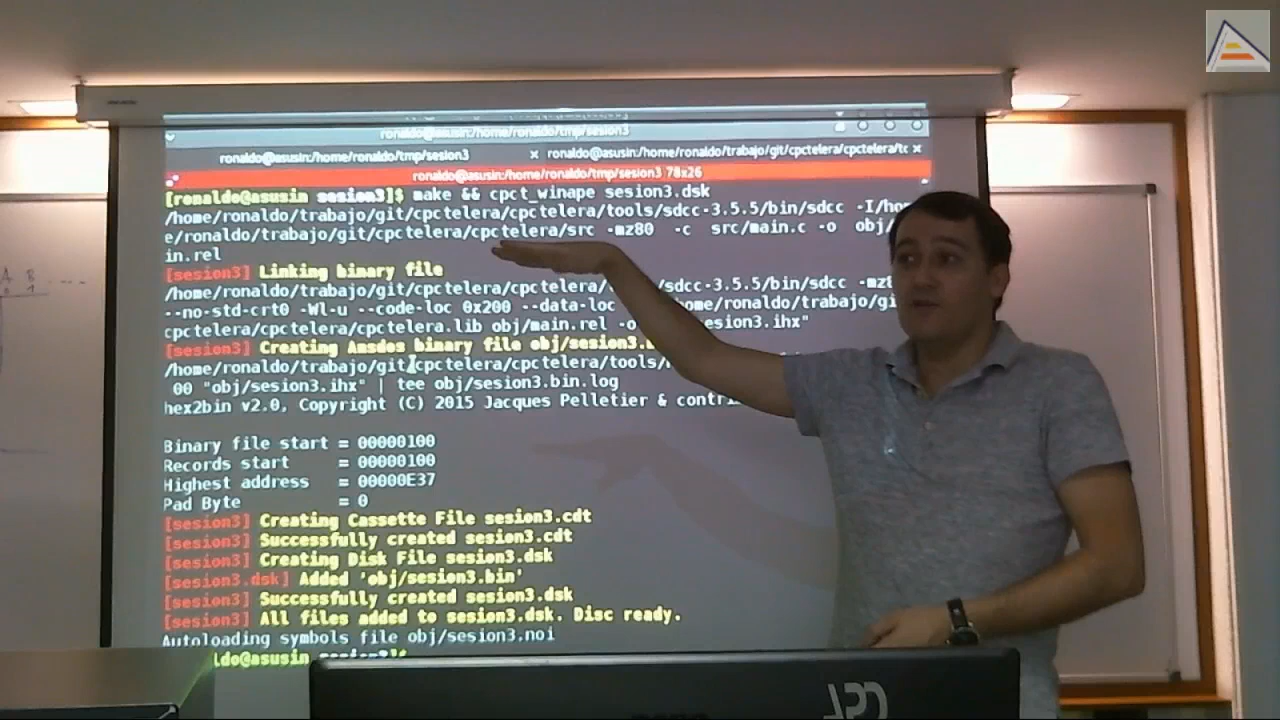 ronaldo@asusin:/home/ronaldo/tmp/sesion3
ronaldo@asusin:/home/ronaldo/tmp/sesion3 × ronaldo@asusin:/home/ronaldo/trabajo/git/cpctelera/cpctelera/tc ×
ronaldo@asusin:/home/ronaldo/tmp/sesion3 78x26
[ronaldo@asusin sesion3]$ make && cpct_winape sesion3.dsk
/home/ronaldo/trabajo/git/cpctelera/cpctelera/tools/sdcc-3.5.5/bin/sdcc -I/hom
e/ronaldo/trabajo/git/cpctelera/cpctelera/src -mz80 -c src/main.c -o obj/
in.rel
[sesion3] Linking binary file
/home/ronaldo/trabajo/git/cpctelera/cpctelera/ sdcc-3.5.5/bin/sdcc -mz8
--no-std-crt0 -Wl-u --code-loc 0x200 --data-loc home/ronaldo/trabajo/gi
cpctelera/cpctelera/cpctelera.lib obj/main.rel -o sesion3.ihx"
[sesion3] Creating Amsdos binary file obj/sesion3.
/home/ronaldo/trabajo/git/cpctelera/cpctelera/tools/
00 "obj/sesion3.ihx" | tee obj/sesion3.bin.log
hex2bin v2.0, Copyright (C) 2015 Jacques Pelletier & contri
Binary file start = 00000100
Records start = 00000100
Highest address = 00000E37
Pad Byte = 0
[sesion3] Creating Cassette File sesion3.cdt
[sesion3] Successfully created sesion3.cdt
[sesion3] Creating Disk File sesion3.dsk
[sesion3.dsk] Added 'obj/sesion3.bin'
[sesion3] Successfully created sesion3.dsk
[sesion3] All files added to sesion3.dsk. Disc ready.
Autoloading symbols file obj/sesion3.noi
ldo@asusin sesion3]$
A B